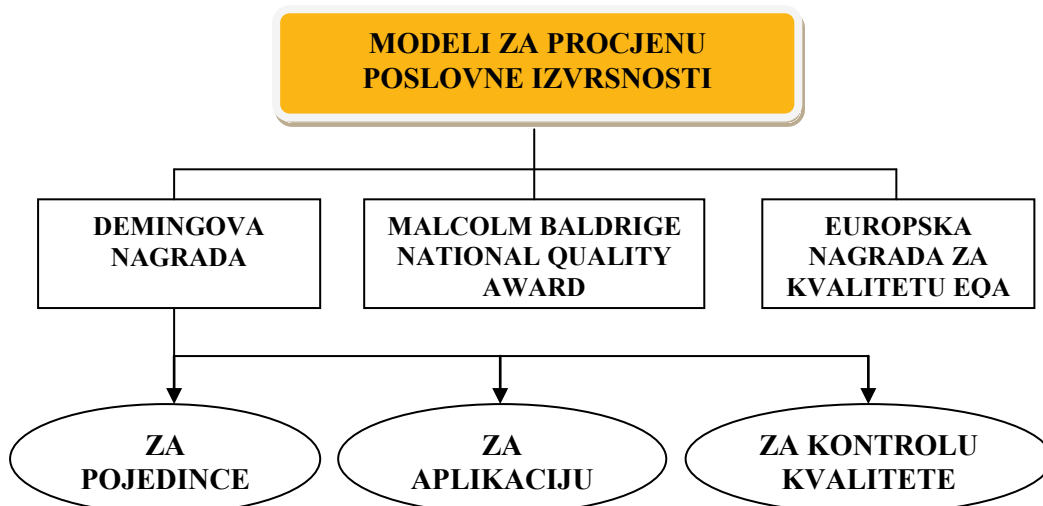 MODELI ZA PROCJENU
POSLOVNE IZVRSNOSTI
DEMINGOVA
NAGRADA
MALCOLM BALDRIGE
NATIONAL QUALITY
AWARD
EUROPSKA
NAGRADA ZA
KVALITETU EQA
ZA
POJEDINCE
ZA
APLIKACIJU
ZA KONTROLU
KVALITETE